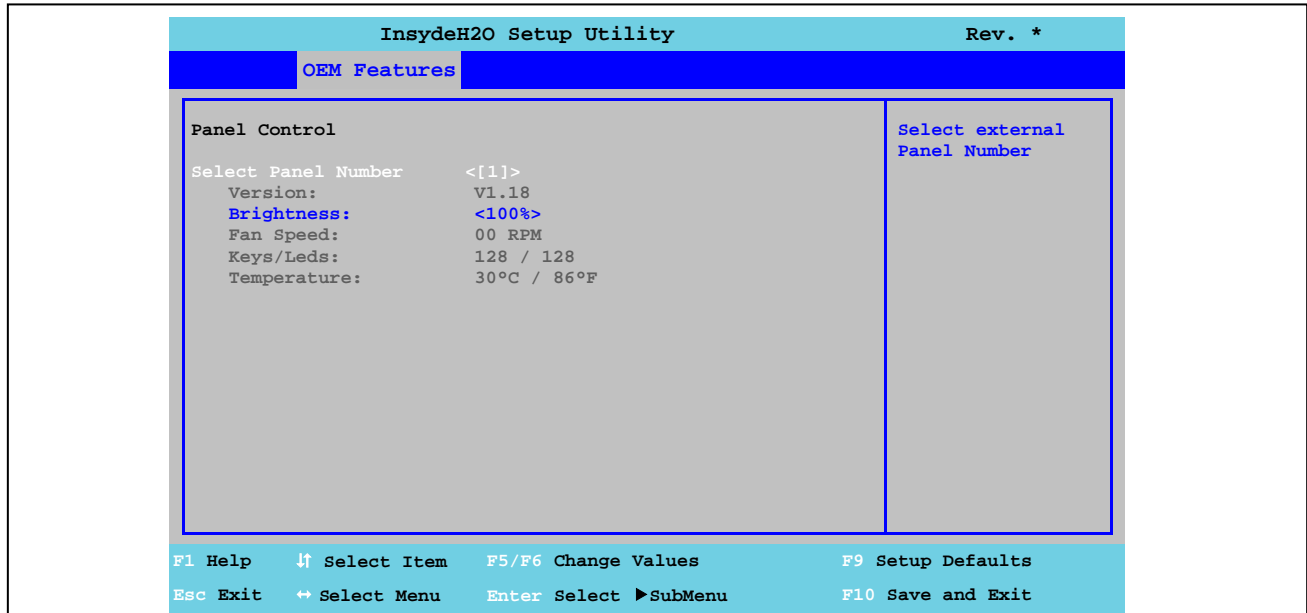 InsydeH2O Setup Utility Rev. *
OEM Features
Panel Control
Select Panel Number <[1]>
Version: V1.18
Brightness: <100%>
Fan Speed: 00 RPM
Keys/Leds: 128 / 128
Temperature: 30°C / 86°F
Select external
Panel Number
F1 Help ↓↑ Select Item F5/F6 Change Values F9 Setup Defaults
Esc Exit ↔ Select Menu Enter Select ▶SubMenu F10 Save and Exit